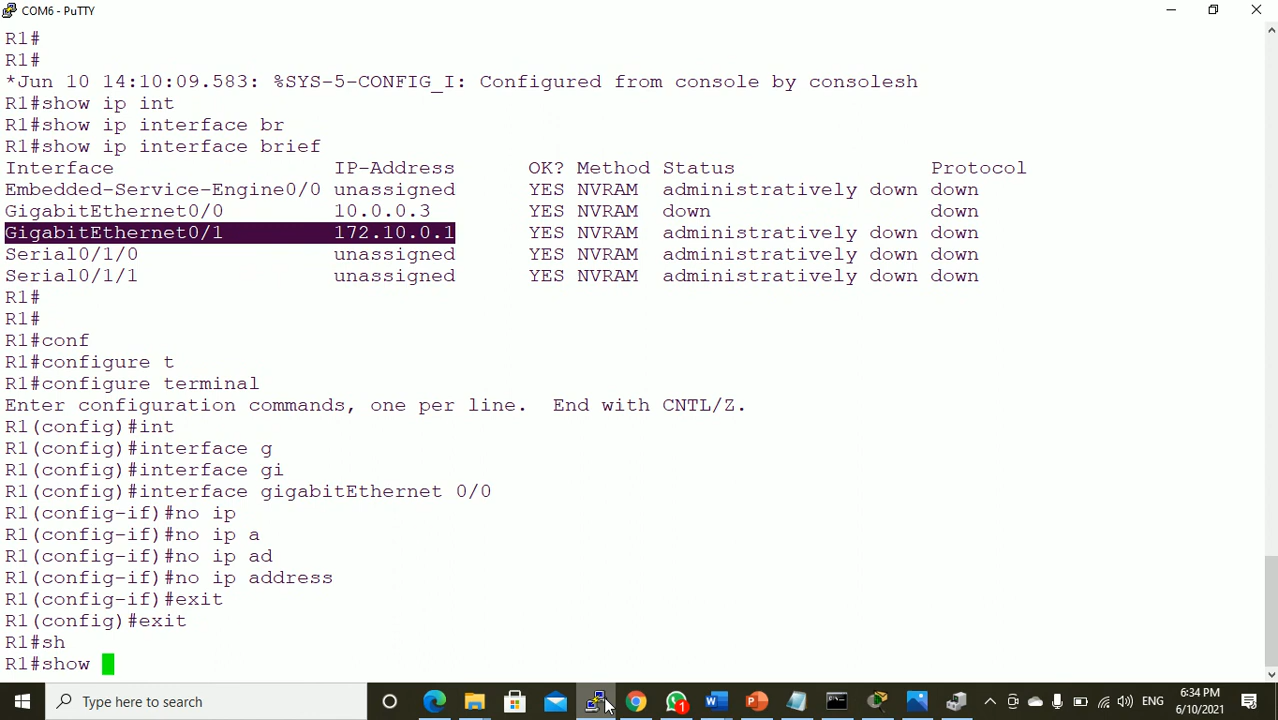 COM6 - PuTTY
R1#
R1#
*Jun 10 14:10:09.583: %SYS-5-CONFIG_I: Configured from console by consolesh
R1#show ip int
R1#show ip interface br
R1#show ip interface brief
Interface IP-Address OK? Method Status Protocol
Embedded-Service-Engine0/0 unassigned YES NVRAM administratively down down
GigabitEthernet0/0 10.0.0.3 YES NVRAM down down
GigabitEthernet0/1 172.10.0.1 YES NVRAM administratively down down
Serial0/1/0 unassigned YES NVRAM administratively down down
Serial0/1/1 unassigned YES NVRAM administratively down down
R1#
R1#
R1#conf
R1#configure t
R1#configure terminal
Enter configuration commands, one per line. End with CNTL/Z.
R1(config)#int
R1(config)#interface g
R1(config)#interface gi
R1(config)#interface gigabitEthernet 0/0
R1(config-if)#no ip
R1(config-if)#no ip a
R1(config-if)#no ip ad
R1(config-if)#no ip address
R1(config-if)#exit
R1(config)#exit
R1#sh
R1#show
Type here to search
1
ENG
6:34 PM
6/10/2021